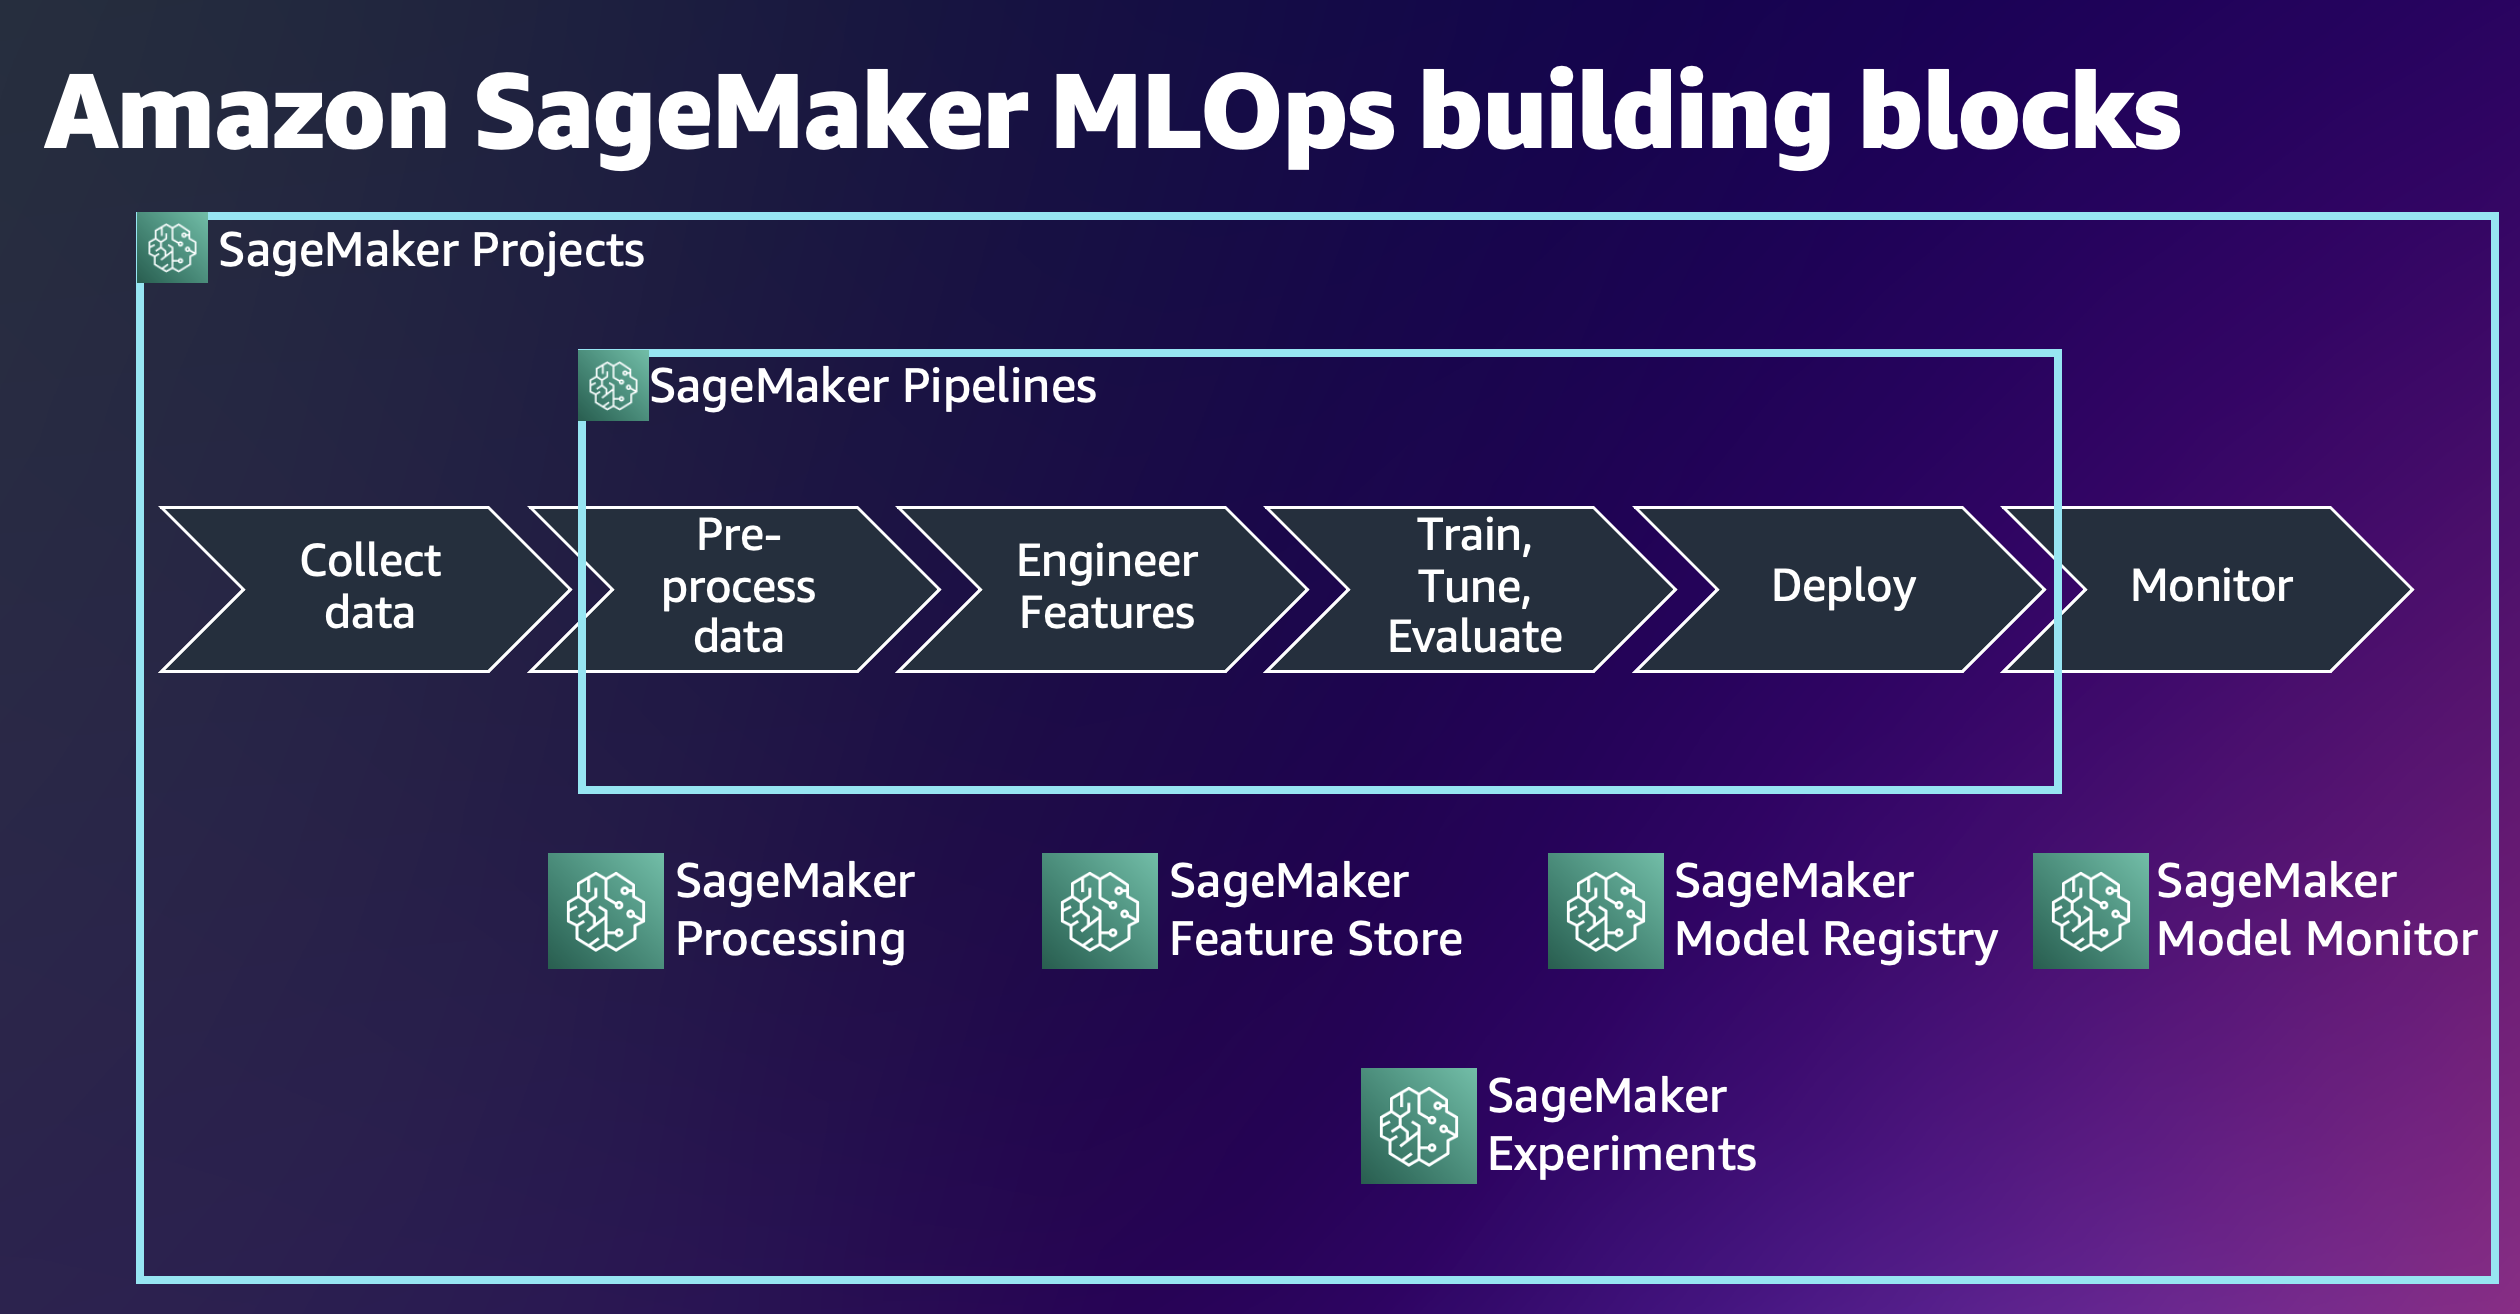 Amazon SageMaker MLOps building blocks
SageMaker Projects
SageMaker Pipelines
Collect
data
Pre-
process
data
Engineer
Features
Train,
Tune,
Evaluate
Deploy
Monitor
SageMaker
Processing
SageMaker
Feature Store
SageMaker
Model Registry
SageMaker
Model Monitor
SageMaker
Experiments